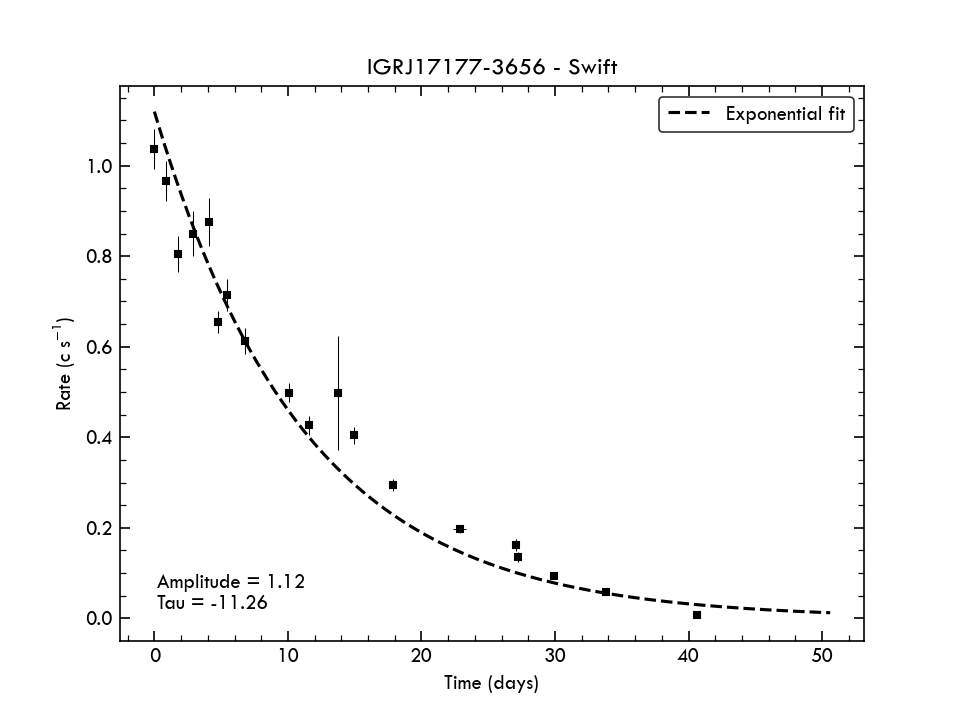 IGRJ17177-3656 - Swift
Exponential fit
Rate (c s⁻¹)
1.0
0.8
0.6
0.4
0.2
0.0
Amplitude = 1.12
Tau = -11.26
0 10 20 30 40 50
Time (days)